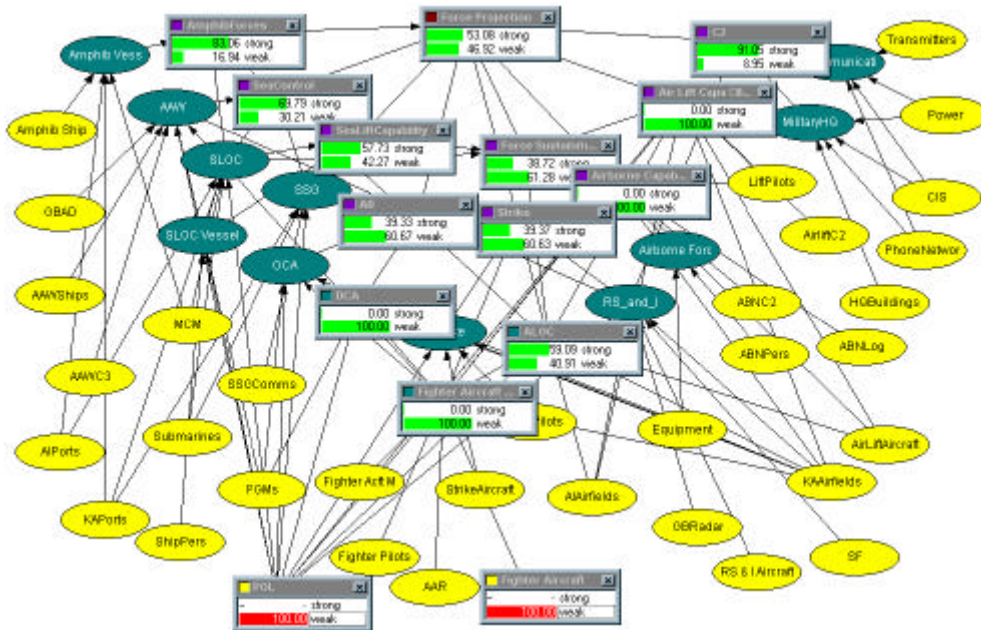 AmphibForces
83.06 strong
16.94 weak
Force Projection
53.08 strong
46.92 weak
C2
91.05 strong
8.95 weak
Transmitters
Amphib Vess
municati
SeaControl
69.79 strong
30.21 weak
Air Lift Capa
0.00 strong
100.00 weak
AAW
MilitaryHQ
Power
Amphib Ship
SeaLiftCapability
57.73 strong
42.27 weak
Force Sustainm...
38.72 strong
61.28 weak
SLOC
SSG
Airborne Capab...
0.00 strong
100.00 weak
LiftPilots
CIS
GBAD
AD
39.33 strong
60.67 weak
Strike
39.37 strong
60.63 weak
SLOC Vessel
AirliftC2
OCA
Airborne Forc
PhoneNetwor
AAWShips
DCA
0.00 strong
100.00 weak
RS_and_I
ABNC2
HQBuildings
MCM
ce
ALOC
59.09 strong
40.91 weak
ABNPers
ABNLog
AAWC3
SSGComms
Fighter Aircraft ...
0.00 strong
100.00 weak
Submarines
Pilots
Equipment
AirLiftAircraft
AIPorts
PGMs
Fighter Acft M
StrikeAircraft
AIAirfields
KAAirfields
KAPorts
ShipPers
Fighter Pilots
GBRadar
SF
AAR
RS & I Aircraft
POL
- - strong
100.00 weak
Fighter Aircraft
- - strong
100.00 weak